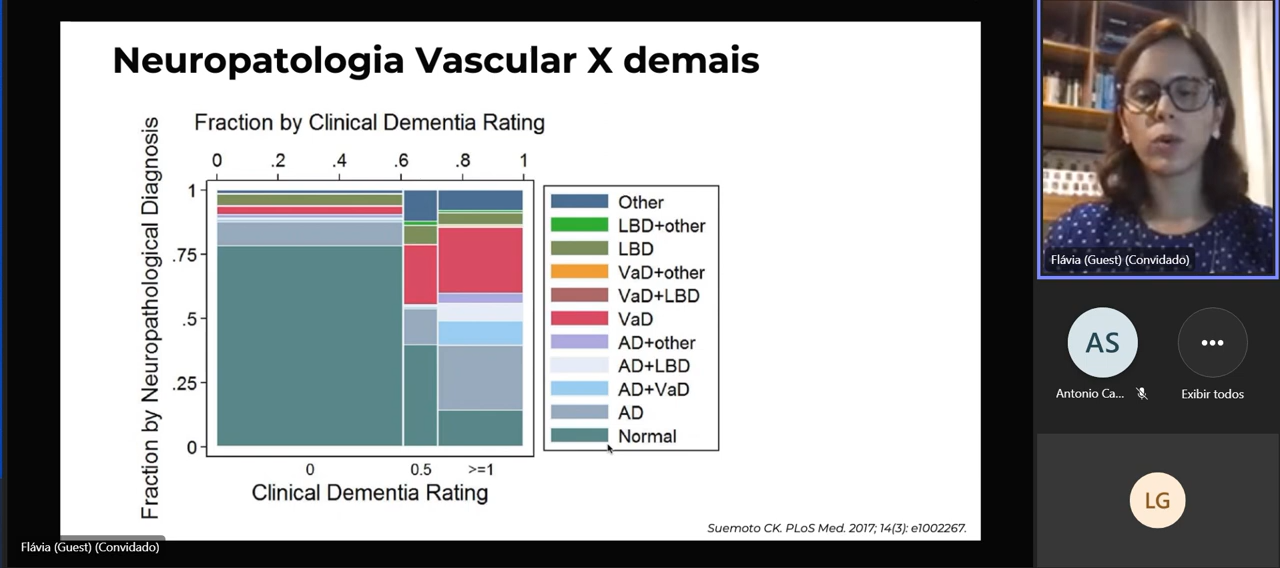 Neuropatologia Vascular X demais
Fraction by Clinical Dementia Rating
0 .2 .4 .6 .8 1
Fraction by Neuropathological Diagnosis
1
.75
.5
.25
0
0 0.5 >=1
Clinical Dementia Rating
Other
LBD+other
LBD
VaD+other
VaD+LBD
VaD
AD+other
AD+LBD
AD+VaD
AD
Normal
Suemoto CK. PLoS Med. 2017; 14(3): e1002267.
Flávia (Guest) (Convidado)
Flávia (Guest) (Convidado)
AS
Antonio Ca...
Exibir todos
LG